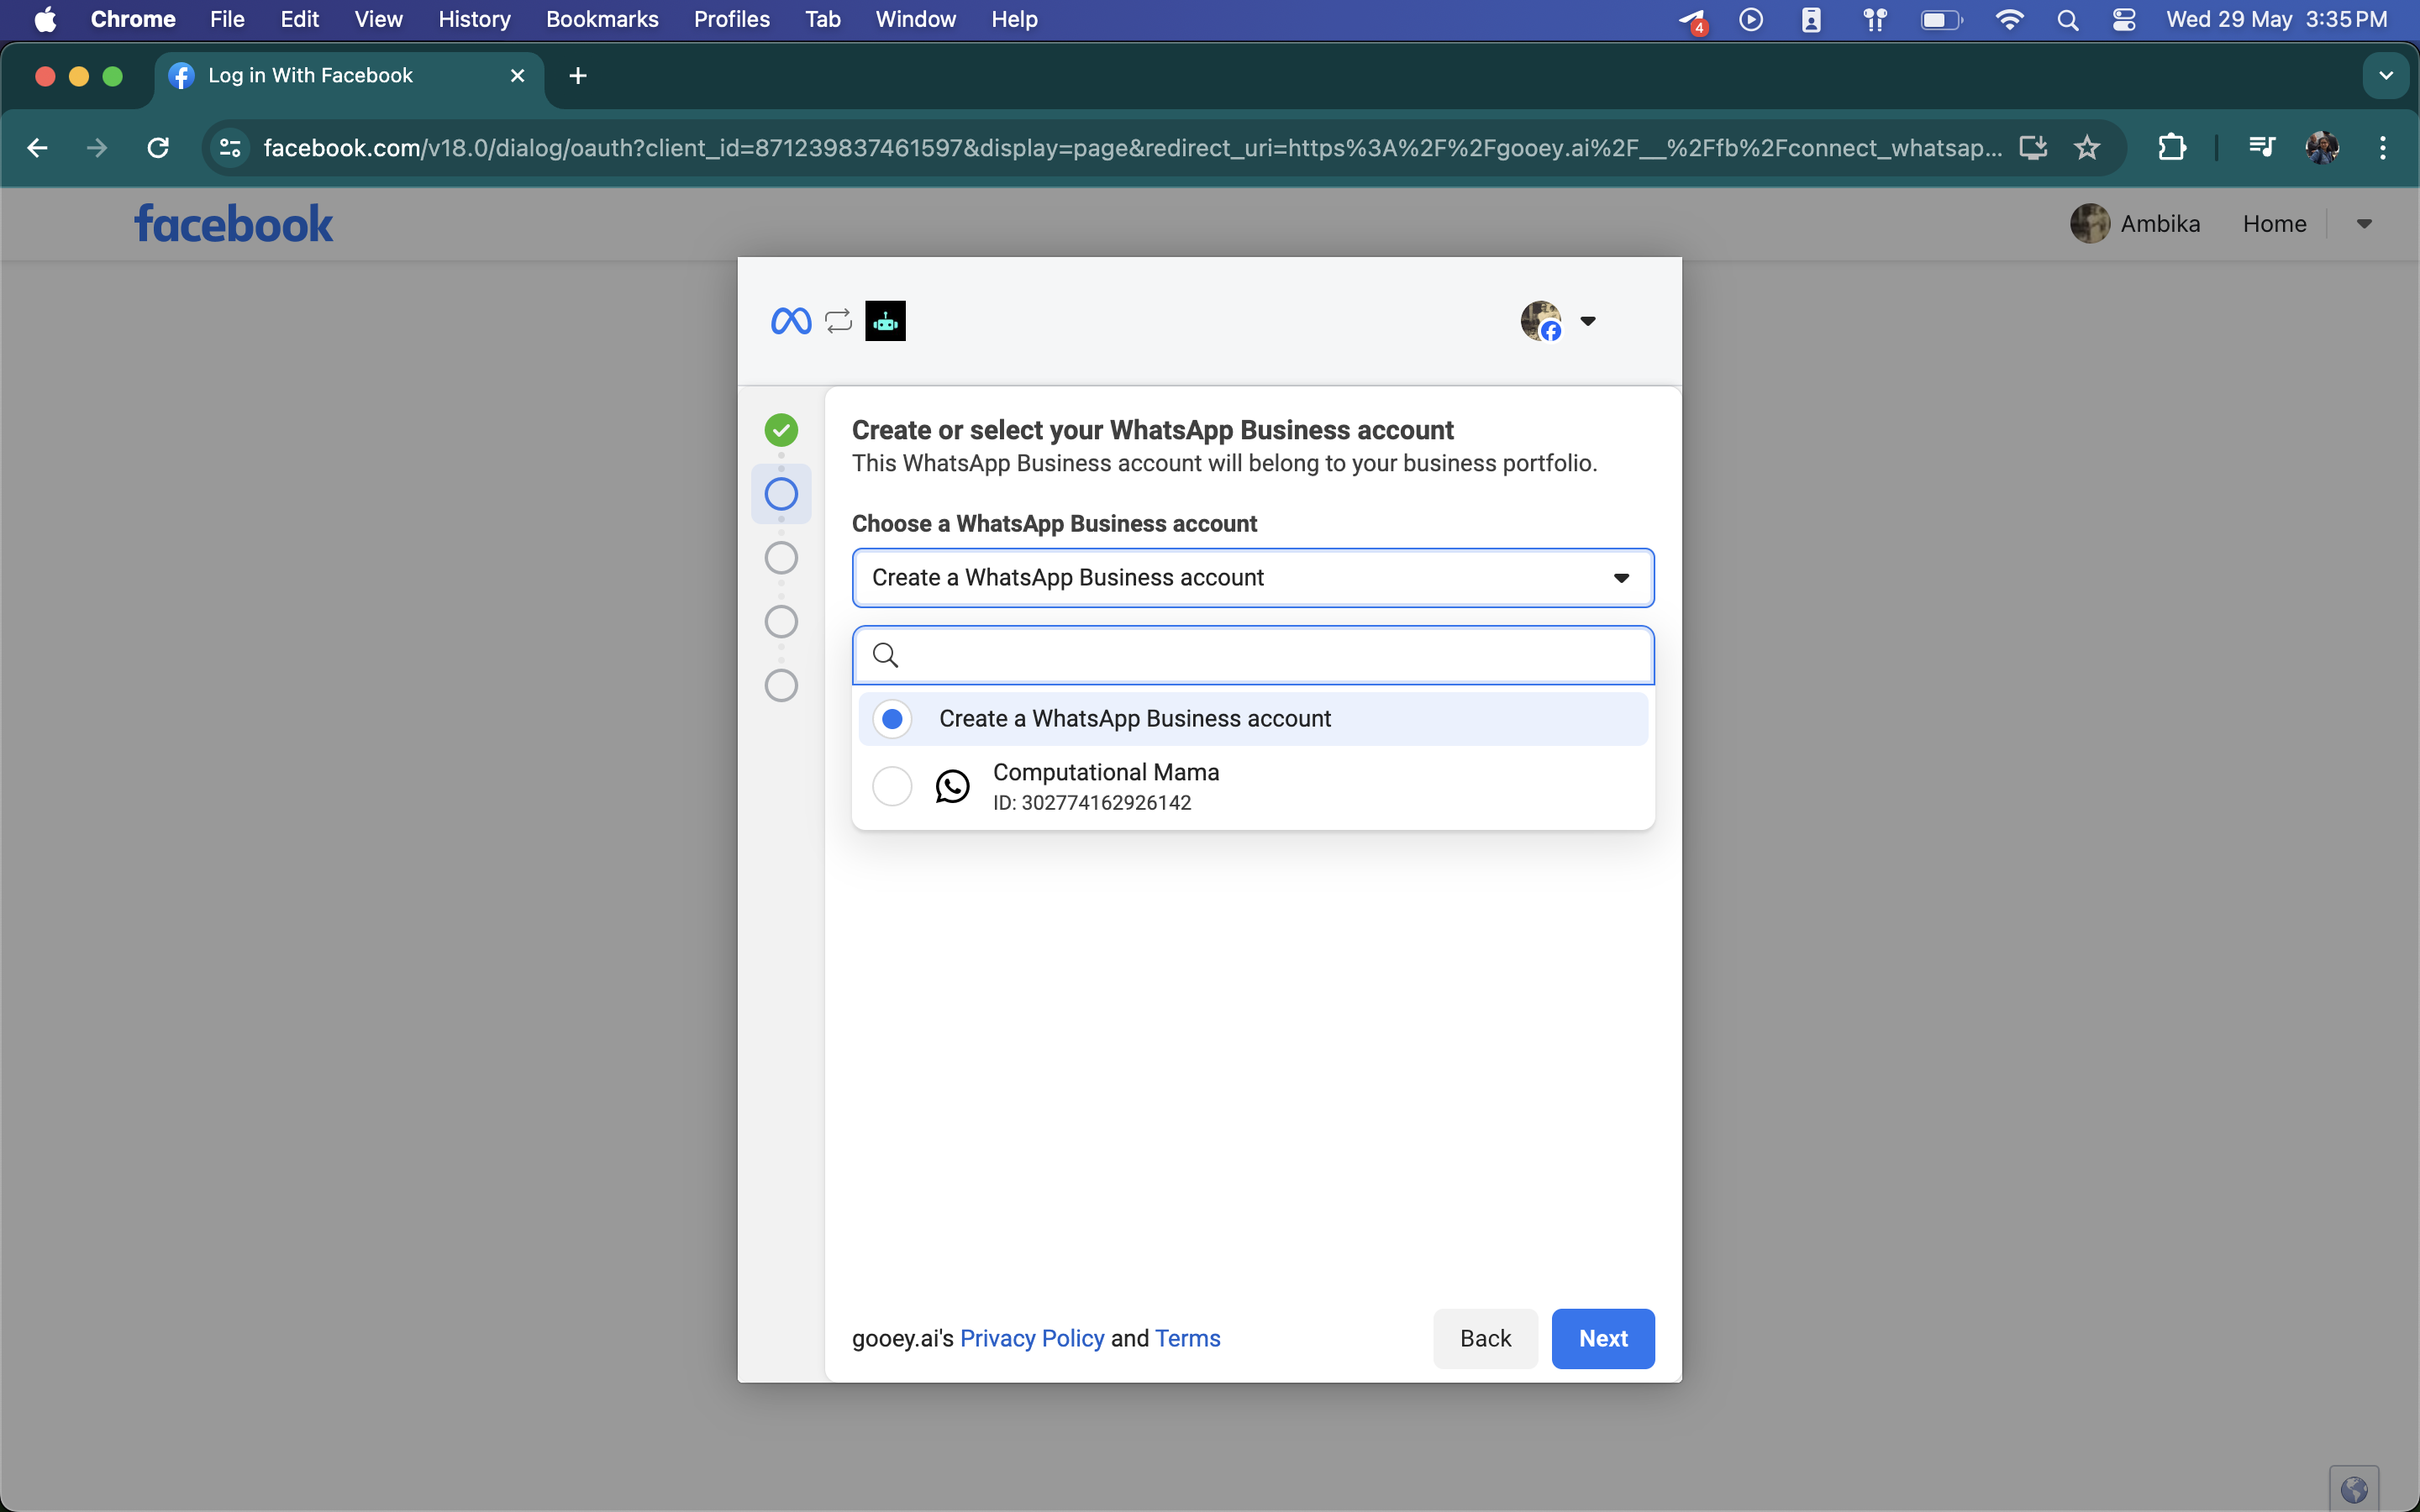 Chrome File Edit View History Bookmarks Profiles Tab Window Help 4 Wed 29 May 3:35 PM
Log in With Facebook
facebook.com/v18.0/dialog/oauth?client_id=871239837461597&display=page&redirect_uri=https%3A%2F%2Fgooey.ai%2F__%2Ffb%2Fconnect_whatsap...
facebook Ambika Home
Create or select your WhatsApp Business account
This WhatsApp Business account will belong to your business portfolio.
Choose a WhatsApp Business account
Create a WhatsApp Business account
Create a WhatsApp Business account
Computational Mama
ID: 302774162926142
gooey.ai's Privacy Policy and Terms Back Next